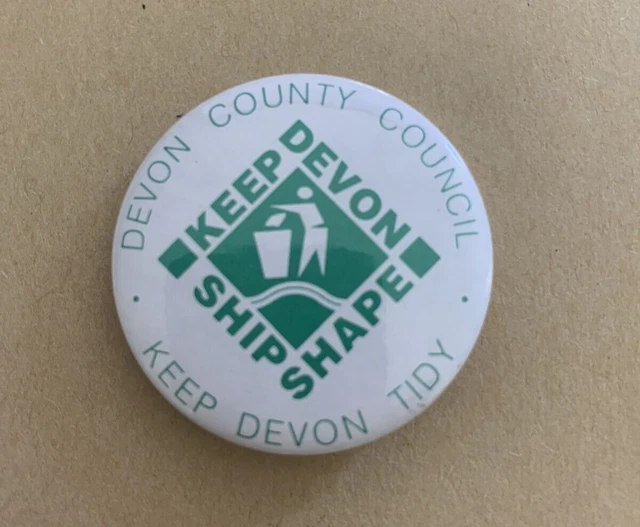 DEVON COUNTY COUNCIL
KEEP DEVON
SHIP SHAPE
KEEP DEVON TIDY